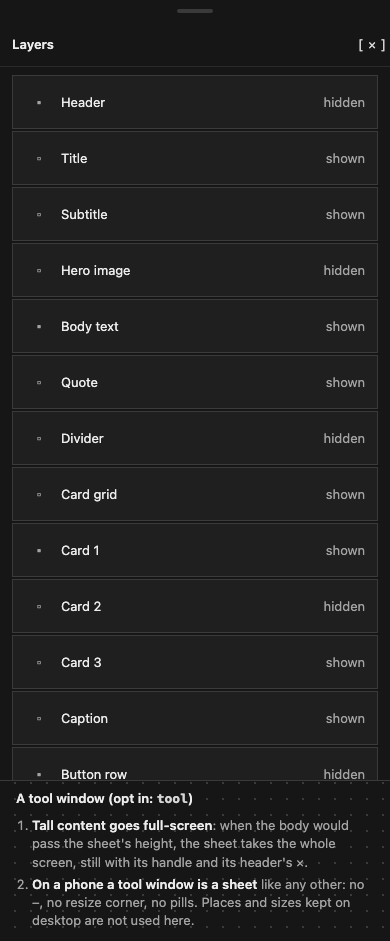 Layers [ × ]
Header hidden
Title shown
Subtitle shown
Hero image hidden
Body text shown
Quote shown
Divider hidden
Card grid shown
Card 1 shown
Card 2 hidden
Card 3 shown
Caption shown
Button row hidden
A tool window (opt in: tool)
1. Tall content goes full-screen: when the body would
pass the sheet's height, the sheet takes the whole
screen, still with its handle and its header's ×.
2. On a phone a tool window is a sheet like any other: no
–, no resize corner, no pills. Places and sizes kept on
desktop are not used here.